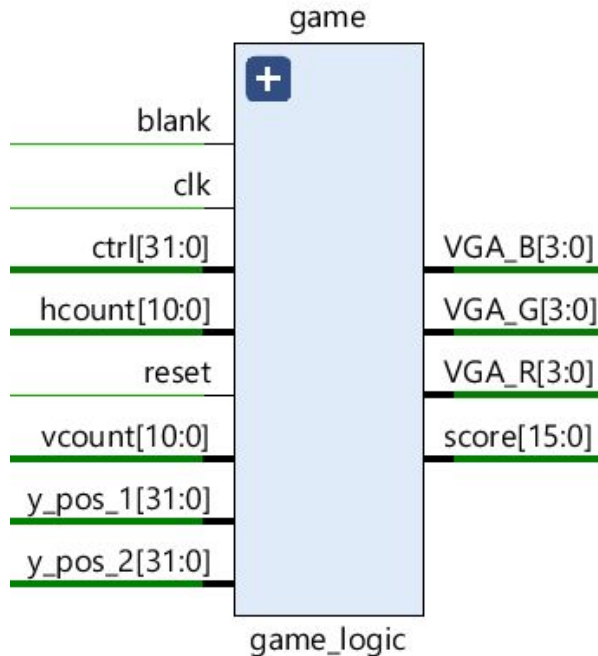 game
blank
clk
ctrl[31:0]
hcount[10:0]
reset
vcount[10:0]
y_pos_1[31:0]
y_pos_2[31:0]
VGA_B[3:0]
VGA_G[3:0]
VGA_R[3:0]
score[15:0]
game_logic